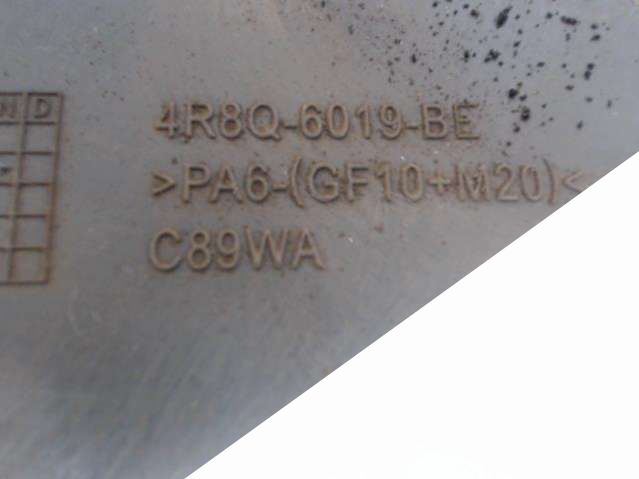 N D
4R8Q-6019-BE
>PA6-(GF10+M20)<
C89WA